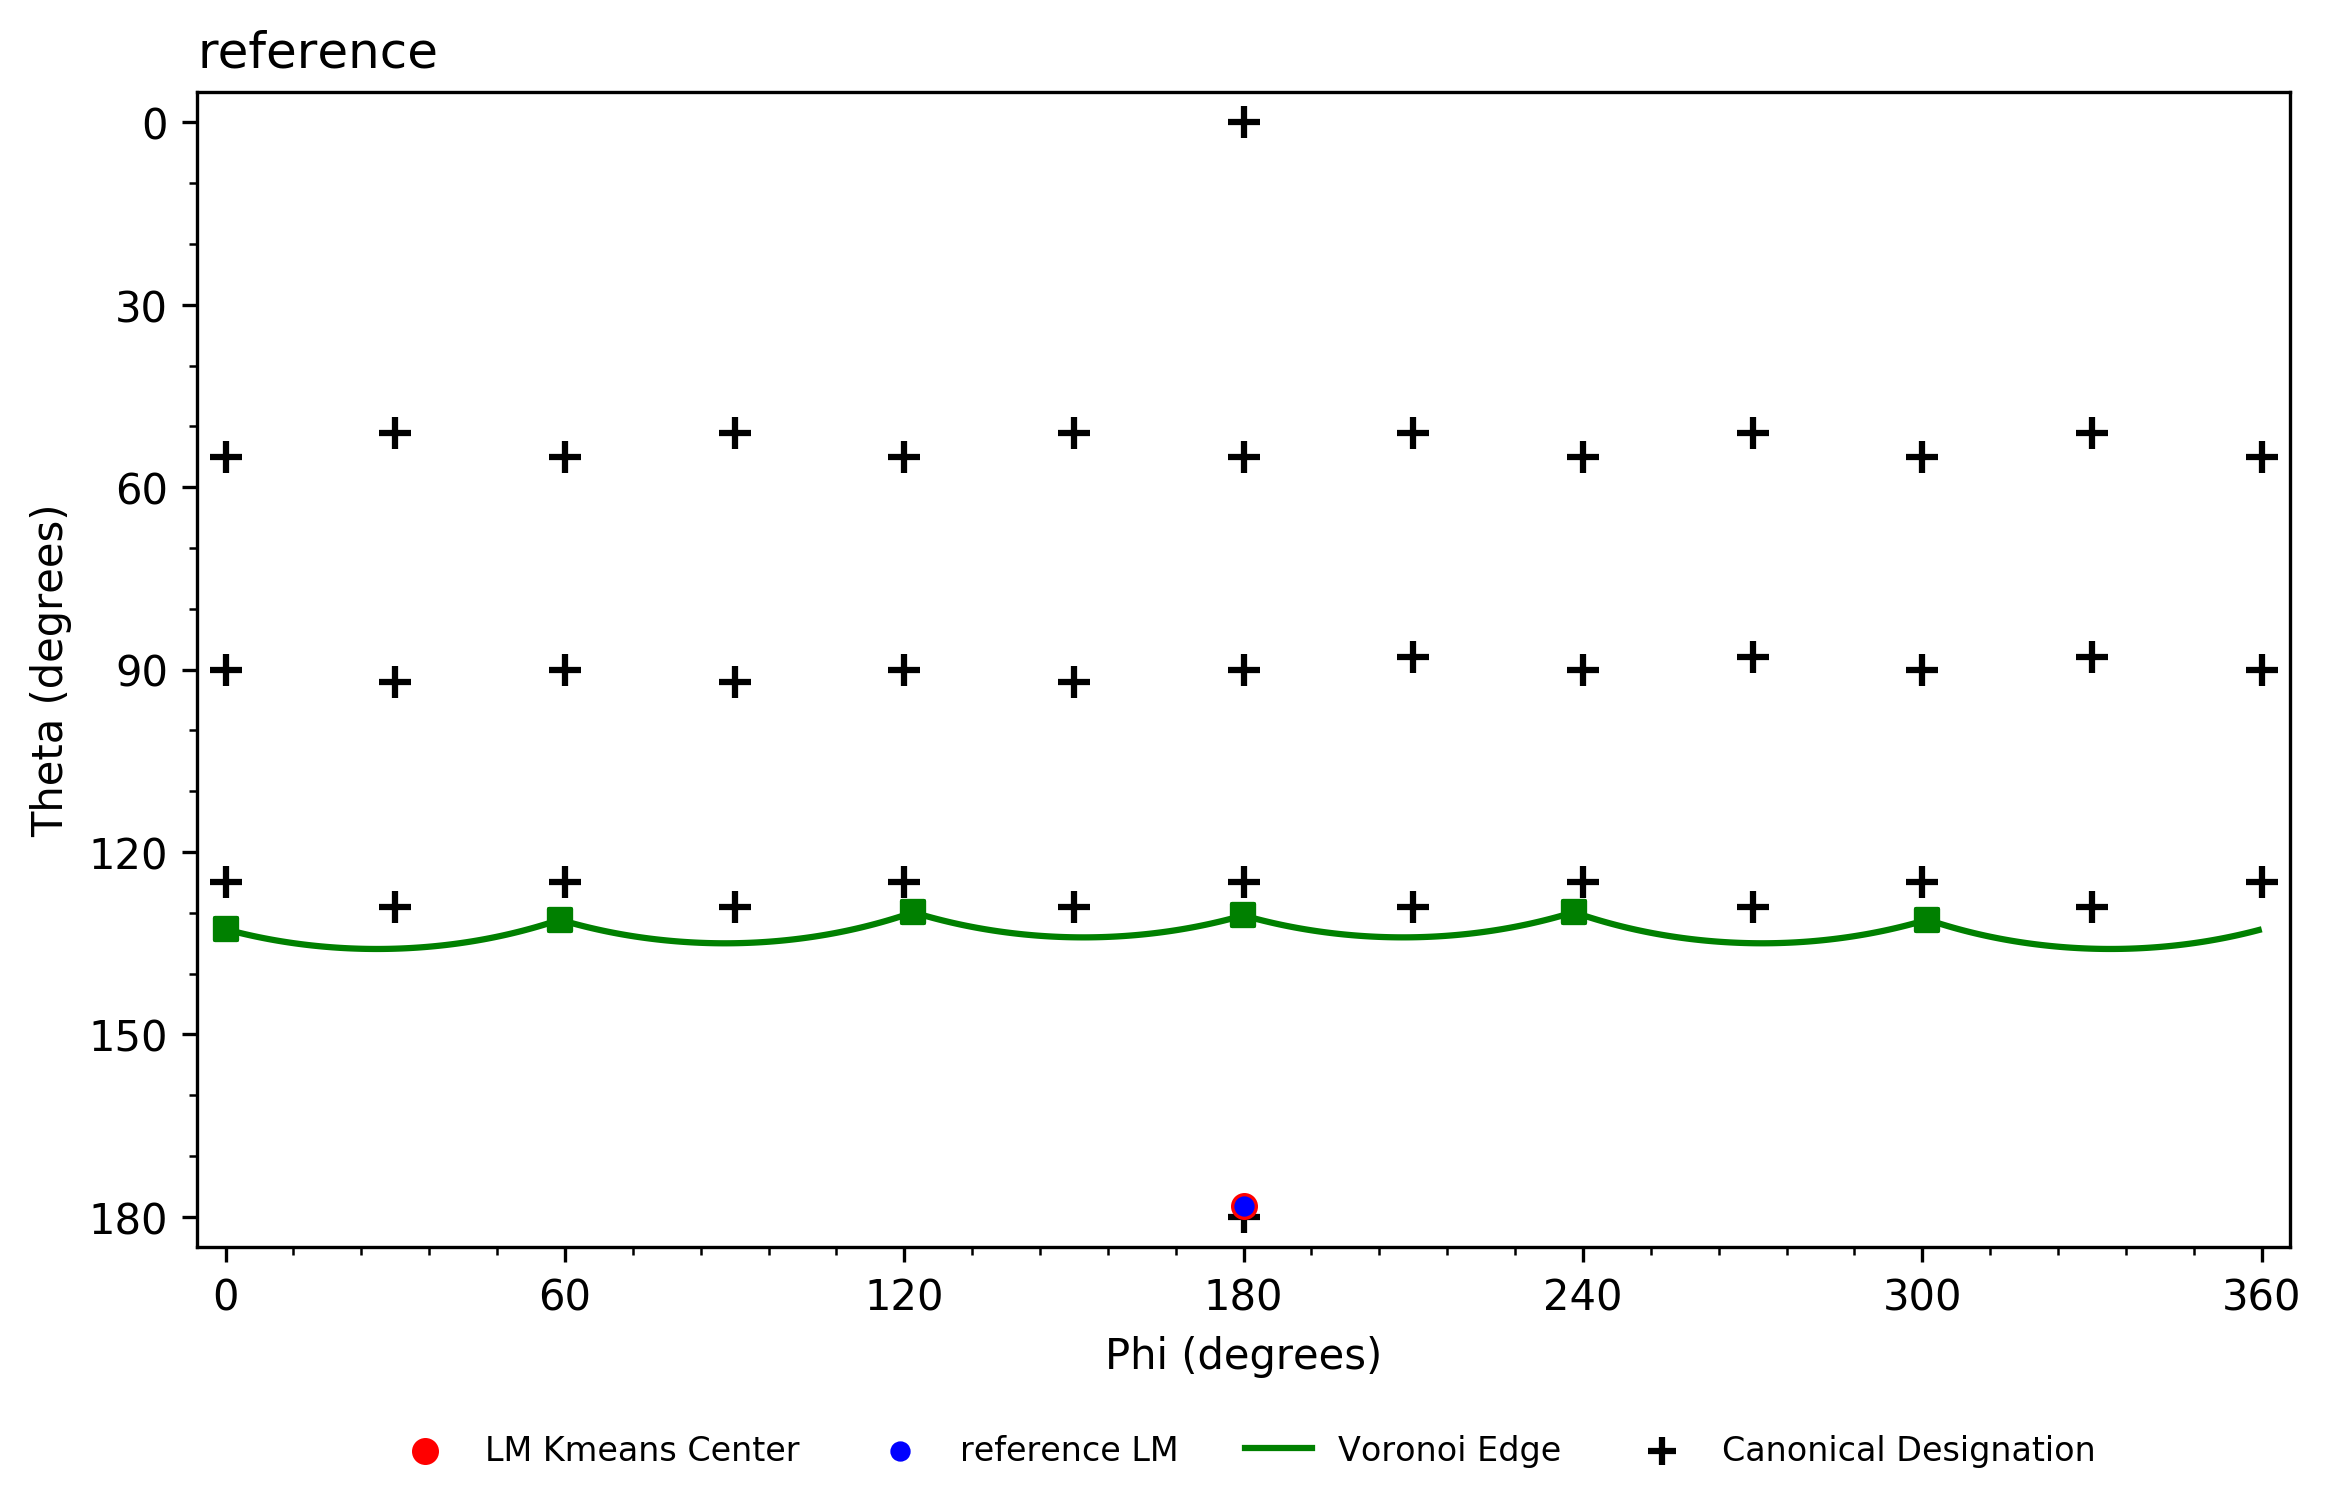 reference
0
30
60
90
120
150
180
Theta (degrees)
0 60 120 180 240 300 360
Phi (degrees)
LM Kmeans Center reference LM Voronoi Edge Canonical Designation